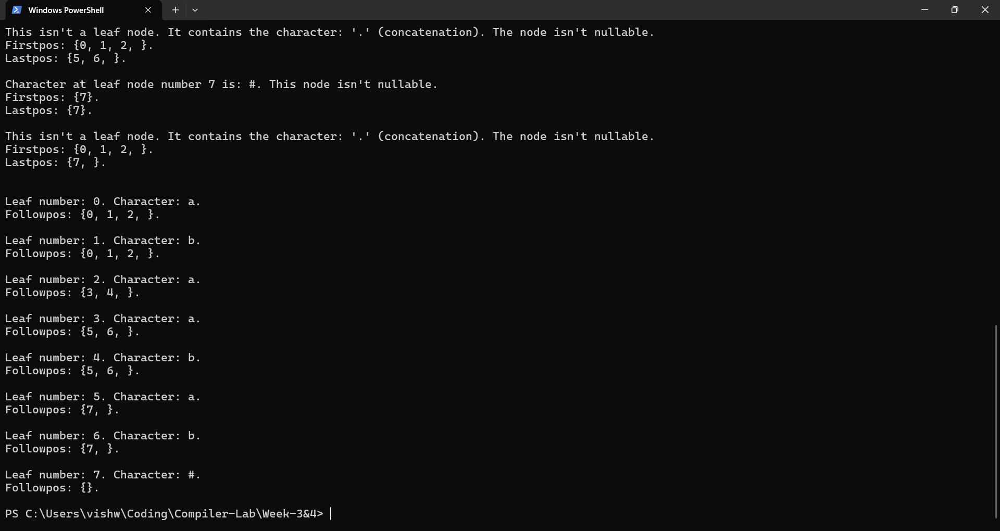 Windows PowerShell
This isn't a leaf node. It contains the character: '.' (concatenation). The node isn't nullable.
Firstpos: {0, 1, 2, }.
Lastpos: {5, 6, }.
Character at leaf node number 7 is: #. This node isn't nullable.
Firstpos: {7}.
Lastpos: {7}.
This isn't a leaf node. It contains the character: '.' (concatenation). The node isn't nullable.
Firstpos: {0, 1, 2, }.
Lastpos: {7, }.
Leaf number: 0. Character: a.
Followpos: {0, 1, 2, }.
Leaf number: 1. Character: b.
Followpos: {0, 1, 2, }.
Leaf number: 2. Character: a.
Followpos: {3, 4, }.
Leaf number: 3. Character: a.
Followpos: {5, 6, }.
Leaf number: 4. Character: b.
Followpos: {5, 6, }.
Leaf number: 5. Character: a.
Followpos: {7, }.
Leaf number: 6. Character: b.
Followpos: {7, }.
Leaf number: 7. Character: #.
Followpos: {}.
PS C:\Users\vishw\Coding\Compiler-Lab\Week-3&4>